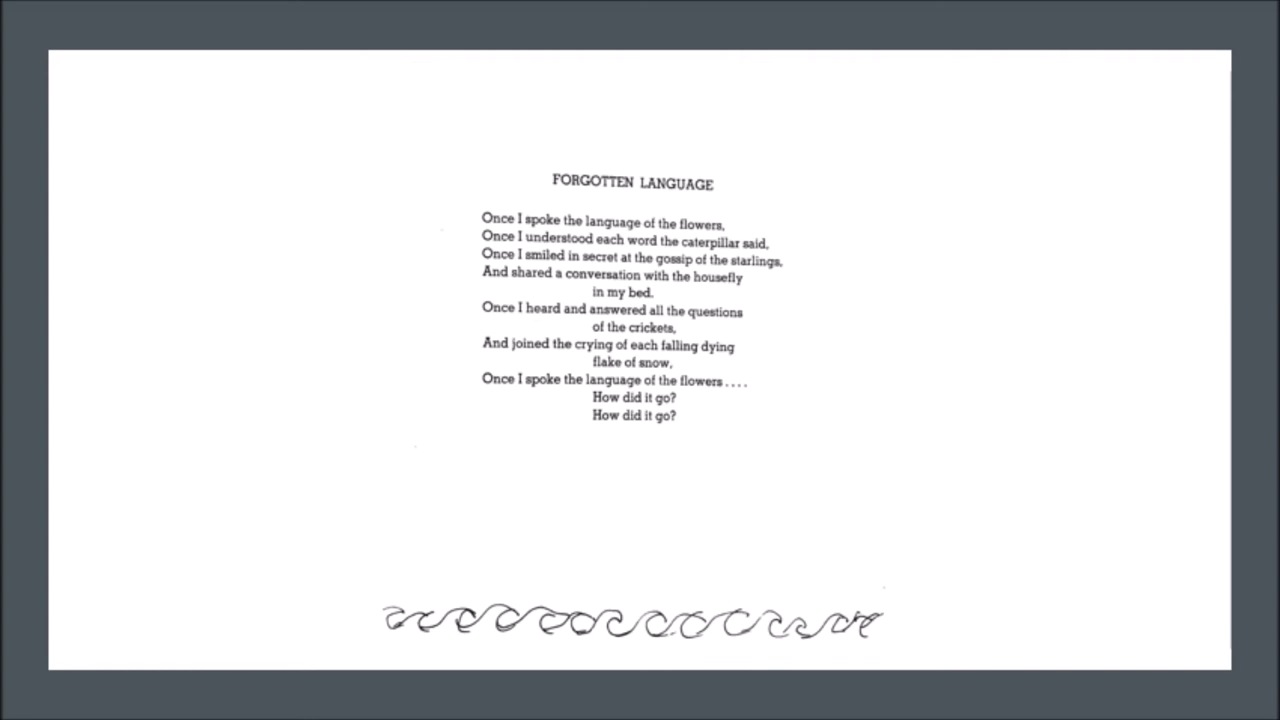 FORGOTTEN LANGUAGE
Once I spoke the language of the flowers,
Once I understood each word the caterpillar said,
Once I smiled in secret at the gossip of the starlings,
And shared a conversation with the housefly
in my bed.
Once I heard and answered all the questions
of the crickets,
And joined the crying of each falling dying
flake of snow,
Once I spoke the language of the flowers....
How did it go?
How did it go?